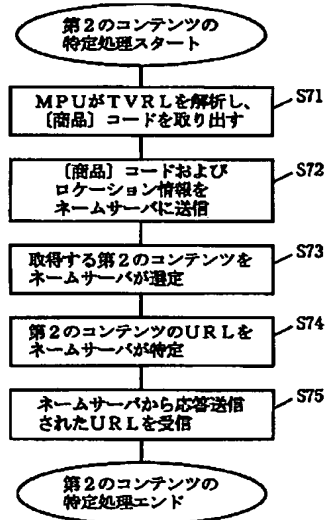 第2のコンテンツの
特定処理スタート
MPUがTVRLを解析し、
〔商品〕コードを取り出す
S71
〔商品〕コードおよび
ロケーション情報を
ネームサーバに送信
S72
取得する第2のコンテンツを
ネームサーバが選定
S73
第2のコンテンツのURLを
ネームサーバが特定
S74
ネームサーバから応答送信
されたURLを受信
S75
第2のコンテンツの
特定処理エンド